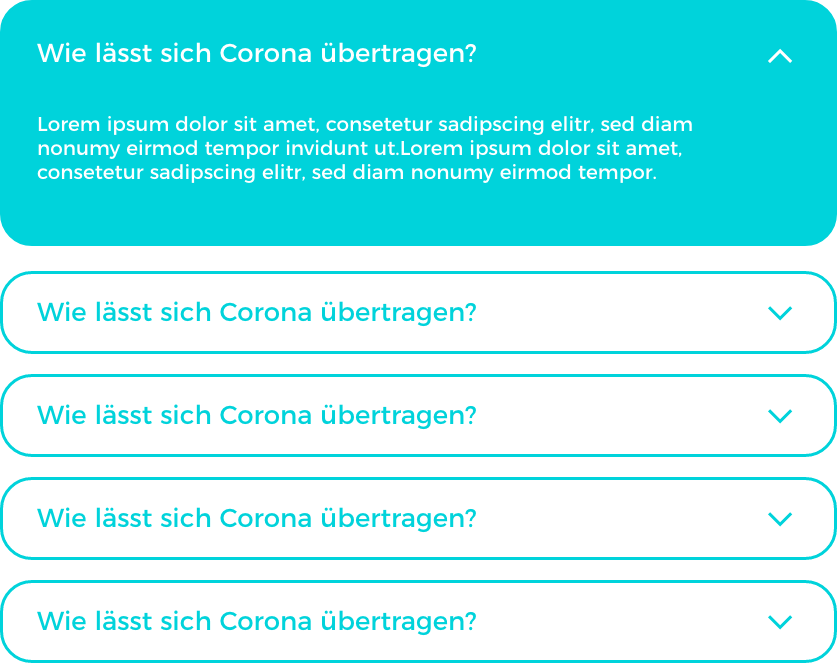 Wie lässt sich Corona übertragen?
Lorem ipsum dolor sit amet, consetetur sadipscing elitr, sed diam
nonumy eirmod tempor invidunt ut.Lorem ipsum dolor sit amet,
consetetur sadipscing elitr, sed diam nonumy eirmod tempor.
Wie lässt sich Corona übertragen?
Wie lässt sich Corona übertragen?
Wie lässt sich Corona übertragen?
Wie lässt sich Corona übertragen?